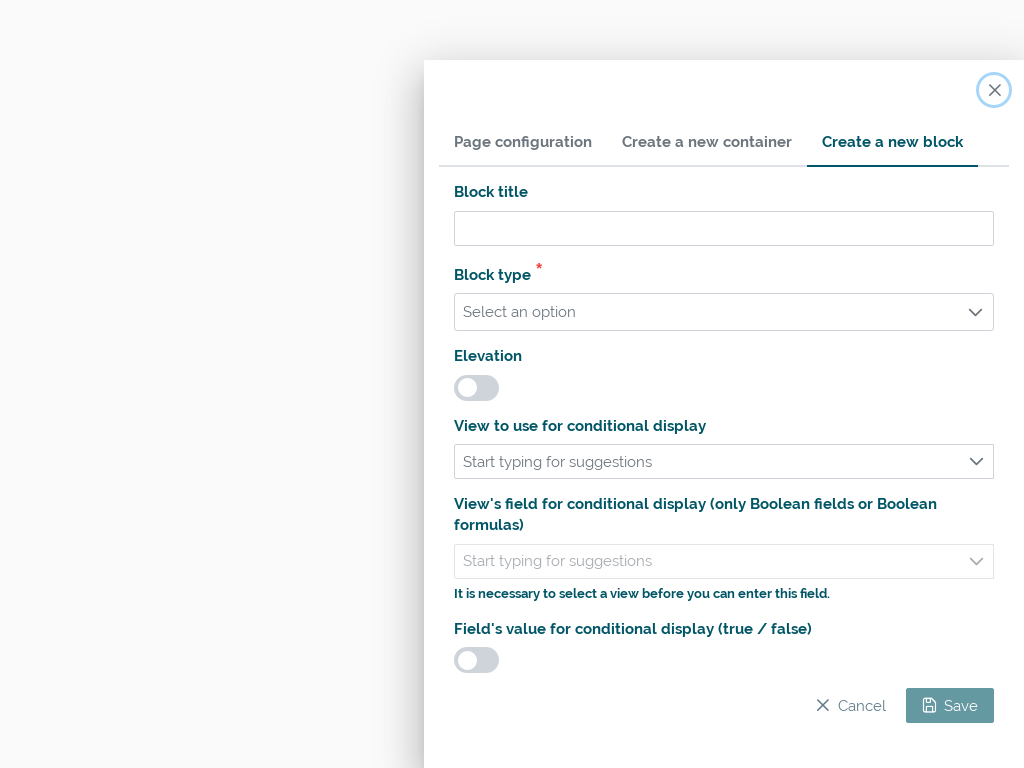 Page configuration
Create a new container
Create a new block
Block title
Block type *
Select an option
Elevation
View to use for conditional display
Start typing for suggestions
View's field for conditional display (only Boolean fields or Boolean
formulas)
Start typing for suggestions
It is necessary to select a view before you can enter this field.
Field's value for conditional display (true / false)
Cancel
Save